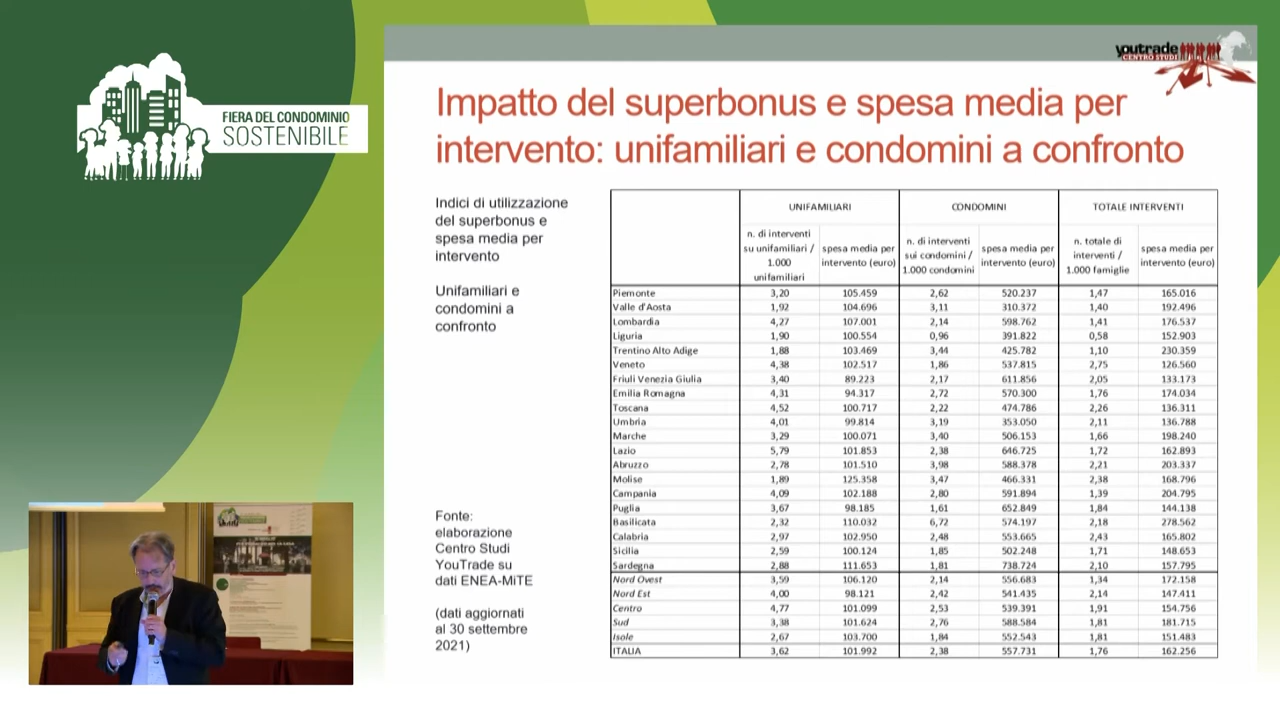 FIERA DEL CONDOMINIO
SOSTENIBILE
youtrade
CENTRO STUDI
Impatto del superbonus e spesa media per
intervento: unifamiliari e condomini a confronto
Indici di utilizzazione
del superbonus e
spesa media per
intervento
Unifamiliari e
condomini a
confronto
Fonte:
elaborazione
Centro Studi
YouTrade su
dati ENEA-MiTE
(dati aggiornati
al 30 settembre
2021)
UNIFAMILIARI CONDOMINI TOTALE INTERVENTI
n. di interventi su unifamiliari / 1.000 unifamiliari spesa media per intervento (euro) n. di interventi sui condomini / 1.000 condomini spesa media per intervento (euro) n. totale di interventi / 1.000 famiglie spesa media per intervento (euro)
Piemonte 3,20 105.459 2,62 520.237 1,47 165.016
Valle d'Aosta 1,92 104.696 3,11 310.372 1,40 192.496
Lombardia 4,27 107.001 2,14 598.762 1,41 176.537
Liguria 1,90 100.554 0,96 391.822 0,58 152.903
Trentino Alto Adige 1,88 103.469 3,44 425.782 1,10 230.359
Veneto 4,38 102.517 1,86 537.815 2,75 126.560
Friuli Venezia Giulia 3,40 89.223 2,17 611.856 2,05 133.173
Emilia Romagna 4,31 94.317 2,72 570.300 1,76 174.034
Toscana 4,52 100.717 2,22 474.786 2,26 136.311
Umbria 4,01 99.814 3,19 353.050 2,11 136.788
Marche 3,29 100.071 3,40 506.153 1,66 198.240
Lazio 5,79 101.853 2,38 646.725 1,72 162.893
Abruzzo 2,78 101.510 3,98 588.378 2,21 203.337
Molise 1,89 125.358 3,47 466.331 2,38 168.796
Campania 4,09 102.188 2,80 591.894 1,39 204.795
Puglia 3,67 98.185 1,61 652.849 1,84 144.138
Basilicata 2,32 110.032 6,72 574.197 2,18 278.562
Calabria 2,97 102.950 2,48 553.665 2,43 165.802
Sicilia 2,59 100.124 1,85 502.248 1,71 148.653
Sardegna 2,88 111.653 1,81 738.724 2,10 157.795
Nord Ovest 3,59 106.120 2,14 556.683 1,34 172.158
Nord Est 4,00 98.121 2,42 541.435 2,14 147.411
Centro 4,77 101.099 2,53 539.391 1,91 154.756
Sud 3,38 101.624 2,76 588.584 1,81 181.715
Isole 2,67 103.700 1,84 552.543 1,81 151.483
ITALIA 3,62 101.992 2,38 557.731 1,76 162.256